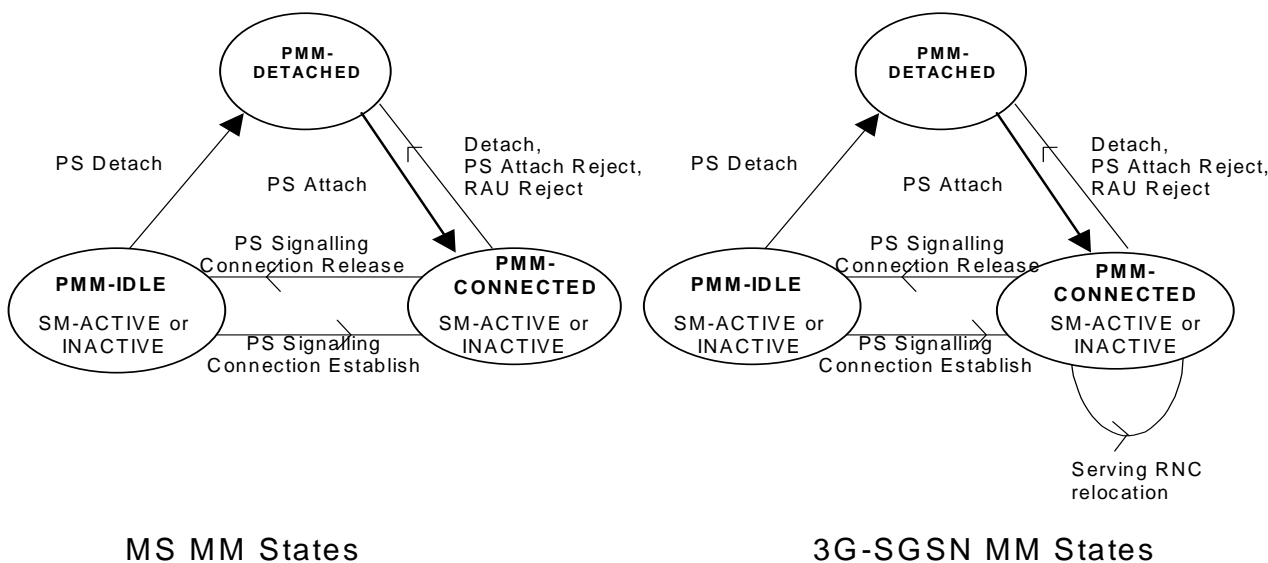 PMM-
DETACHED
PS Detach
PS Attach
Detach,
PS Attach Reject,
RAU Reject
PS Signalling
Connection Release
PMM-IDLE
SM-ACTIVE or
INACTIVE
PMM-
CONNECTED
SM-ACTIVE or
INACTIVE
PS Signalling
Connection Establish
MS MM States
PMM-
DETACHED
PS Detach
PS Attach
Detach,
PS Attach Reject,
RAU Reject
PS Signalling
Connection Release
PMM-IDLE
SM-ACTIVE or
INACTIVE
PMM-
CONNECTED
SM-ACTIVE or
INACTIVE
PS Signalling
Connection Establish
Serving RNC
relocation
3G-SGSN MM States